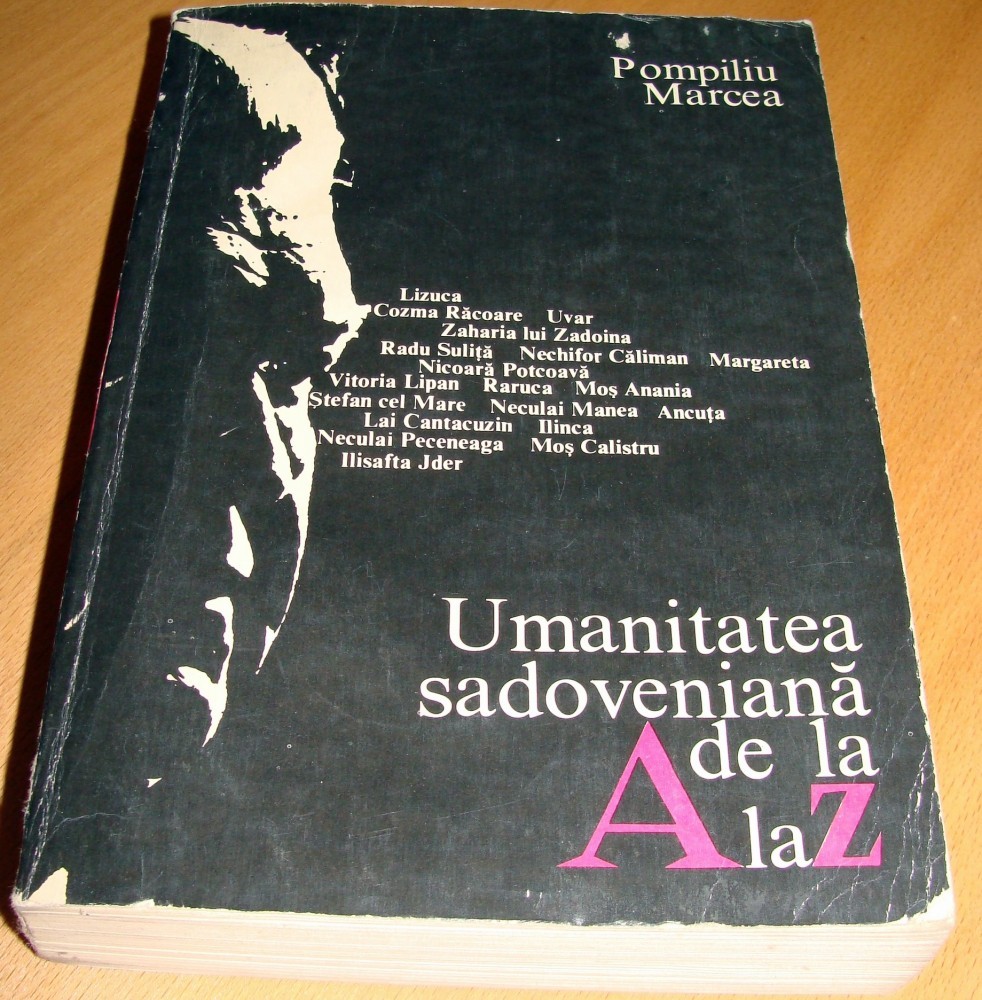 Pompiliu
Marcea
Lizuca
Cozma Răcoare Uvar
Zaharia lui Zadoina
Radu Suliță Nechifor Căliman Margareta
Nicoară Potcoavă
Vitoria Lipan Raruca Moș Anania
Ștefan cel Mare Neculai Manea Ancuța
Lai Cantacuzin Ilinca
Neculai Peceneaga Moș Calistru
Ilisafta Jder
Umanitatea
sadoveniană
de la
A la Z